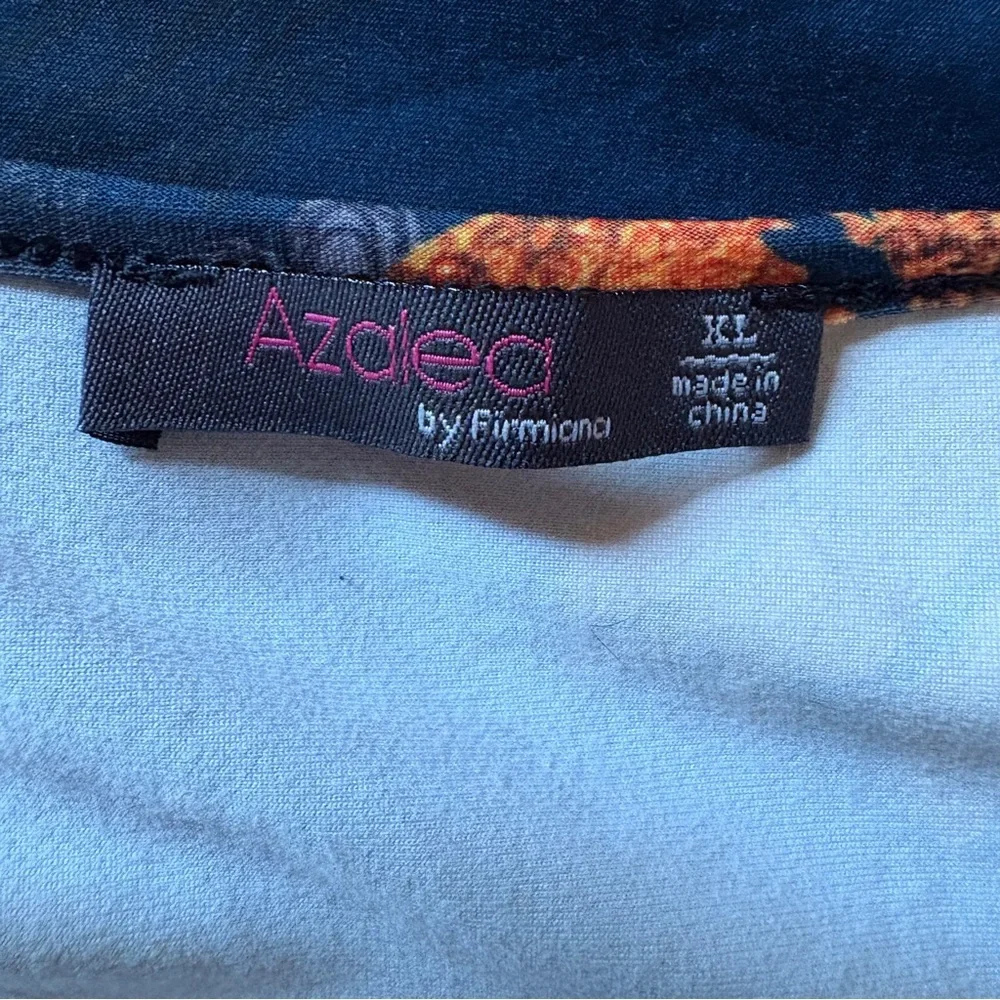 Azalea
by Firmiana
XL
made in
china